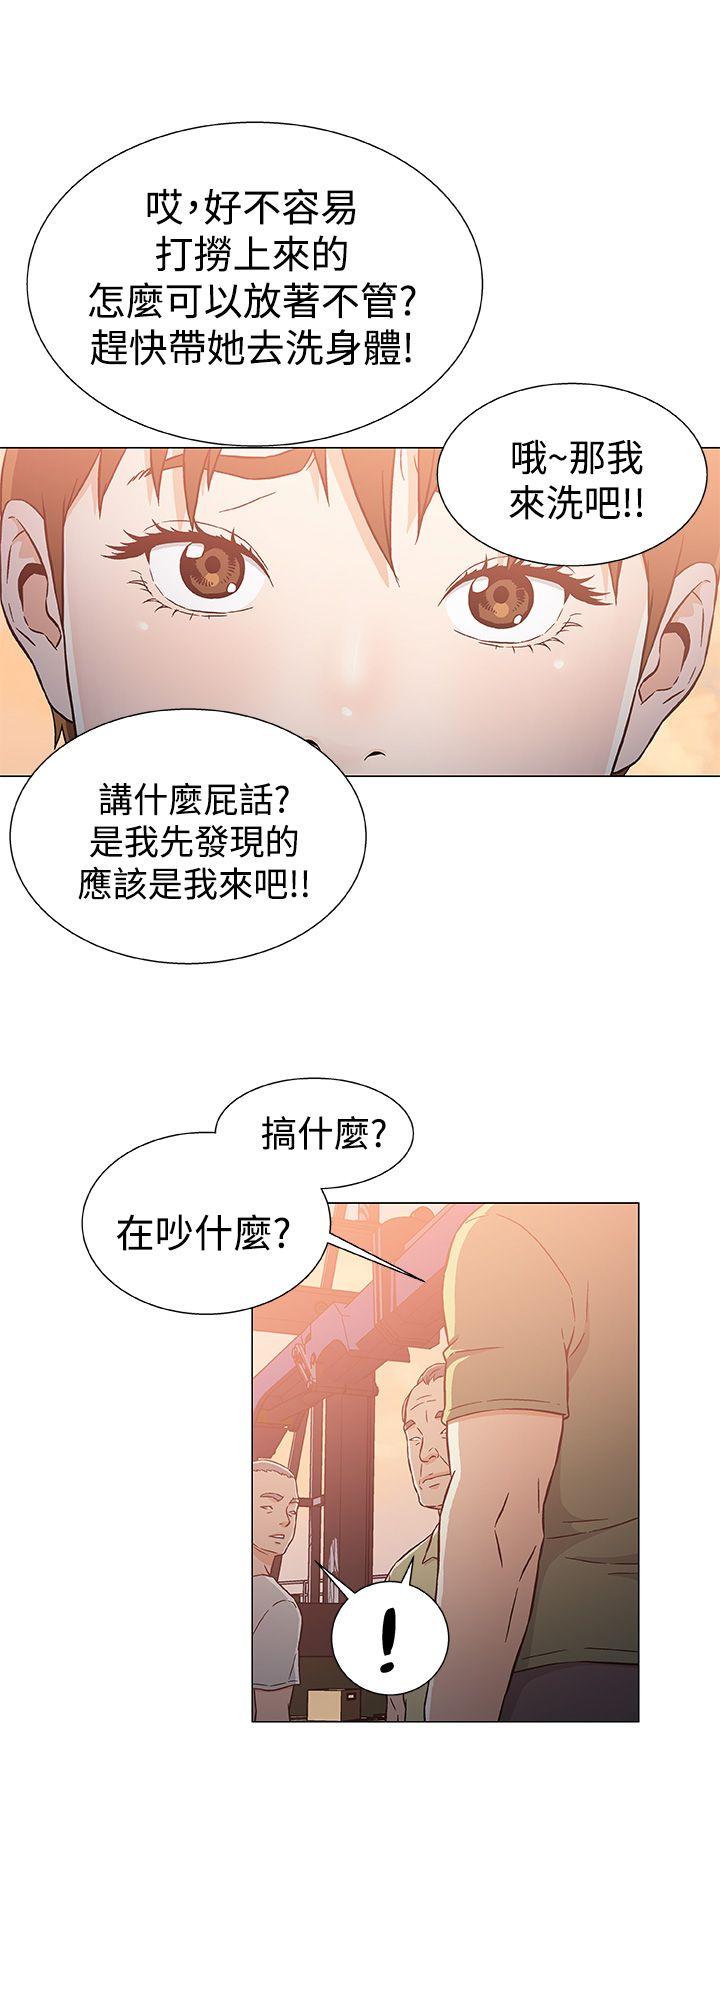 哎,好不容易
打撈上來的
怎麼可以放著不管?
趕快帶她去洗身體!
哦~那我
來洗吧!!
講什麼屁話?
是我先發現的
應該是我來吧!!
搞什麼?
在吵什麼?
!